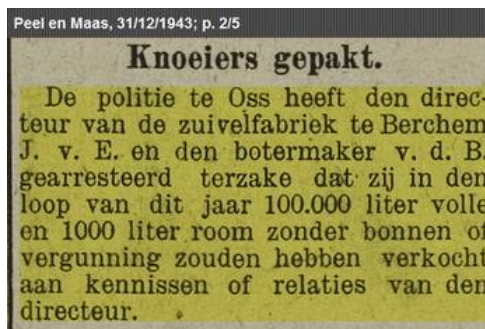 Peel en Maas, 31/12/1943; p. 2/5
Knoeiers gepakt.
De politie te Oss heeft den direc-
teur van de zuivelfabriek te Berchem
J. v. E. en den botermaker v. d. B.
gearresteerd terzake dat zij in den
loop van dit jaar 100.000 liter volle
en 1000 liter room zonder bonnen of
vergunning zouden hebben verkocht
aan kennissen of relaties van den
directeur.